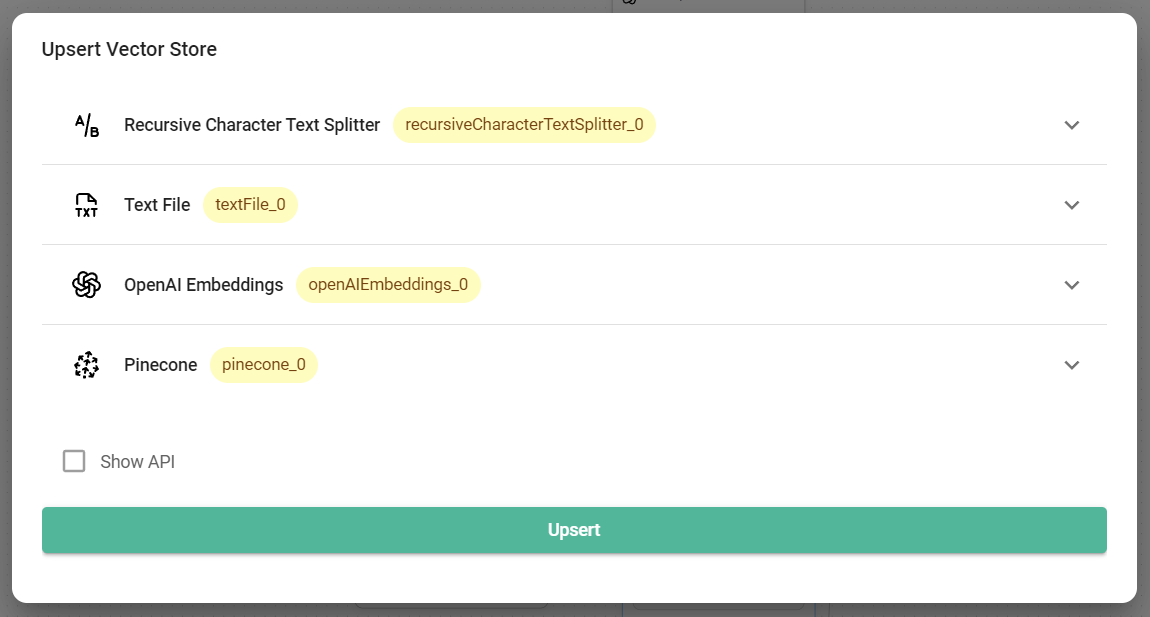 Upsert Vector Store
A/B Recursive Character Text Splitter recursiveCharacterTextSplitter_0
TXT Text File textFile_0
OpenAI Embeddings openAIEmbeddings_0
Pinecone pinecone_0
Show API
Upsert